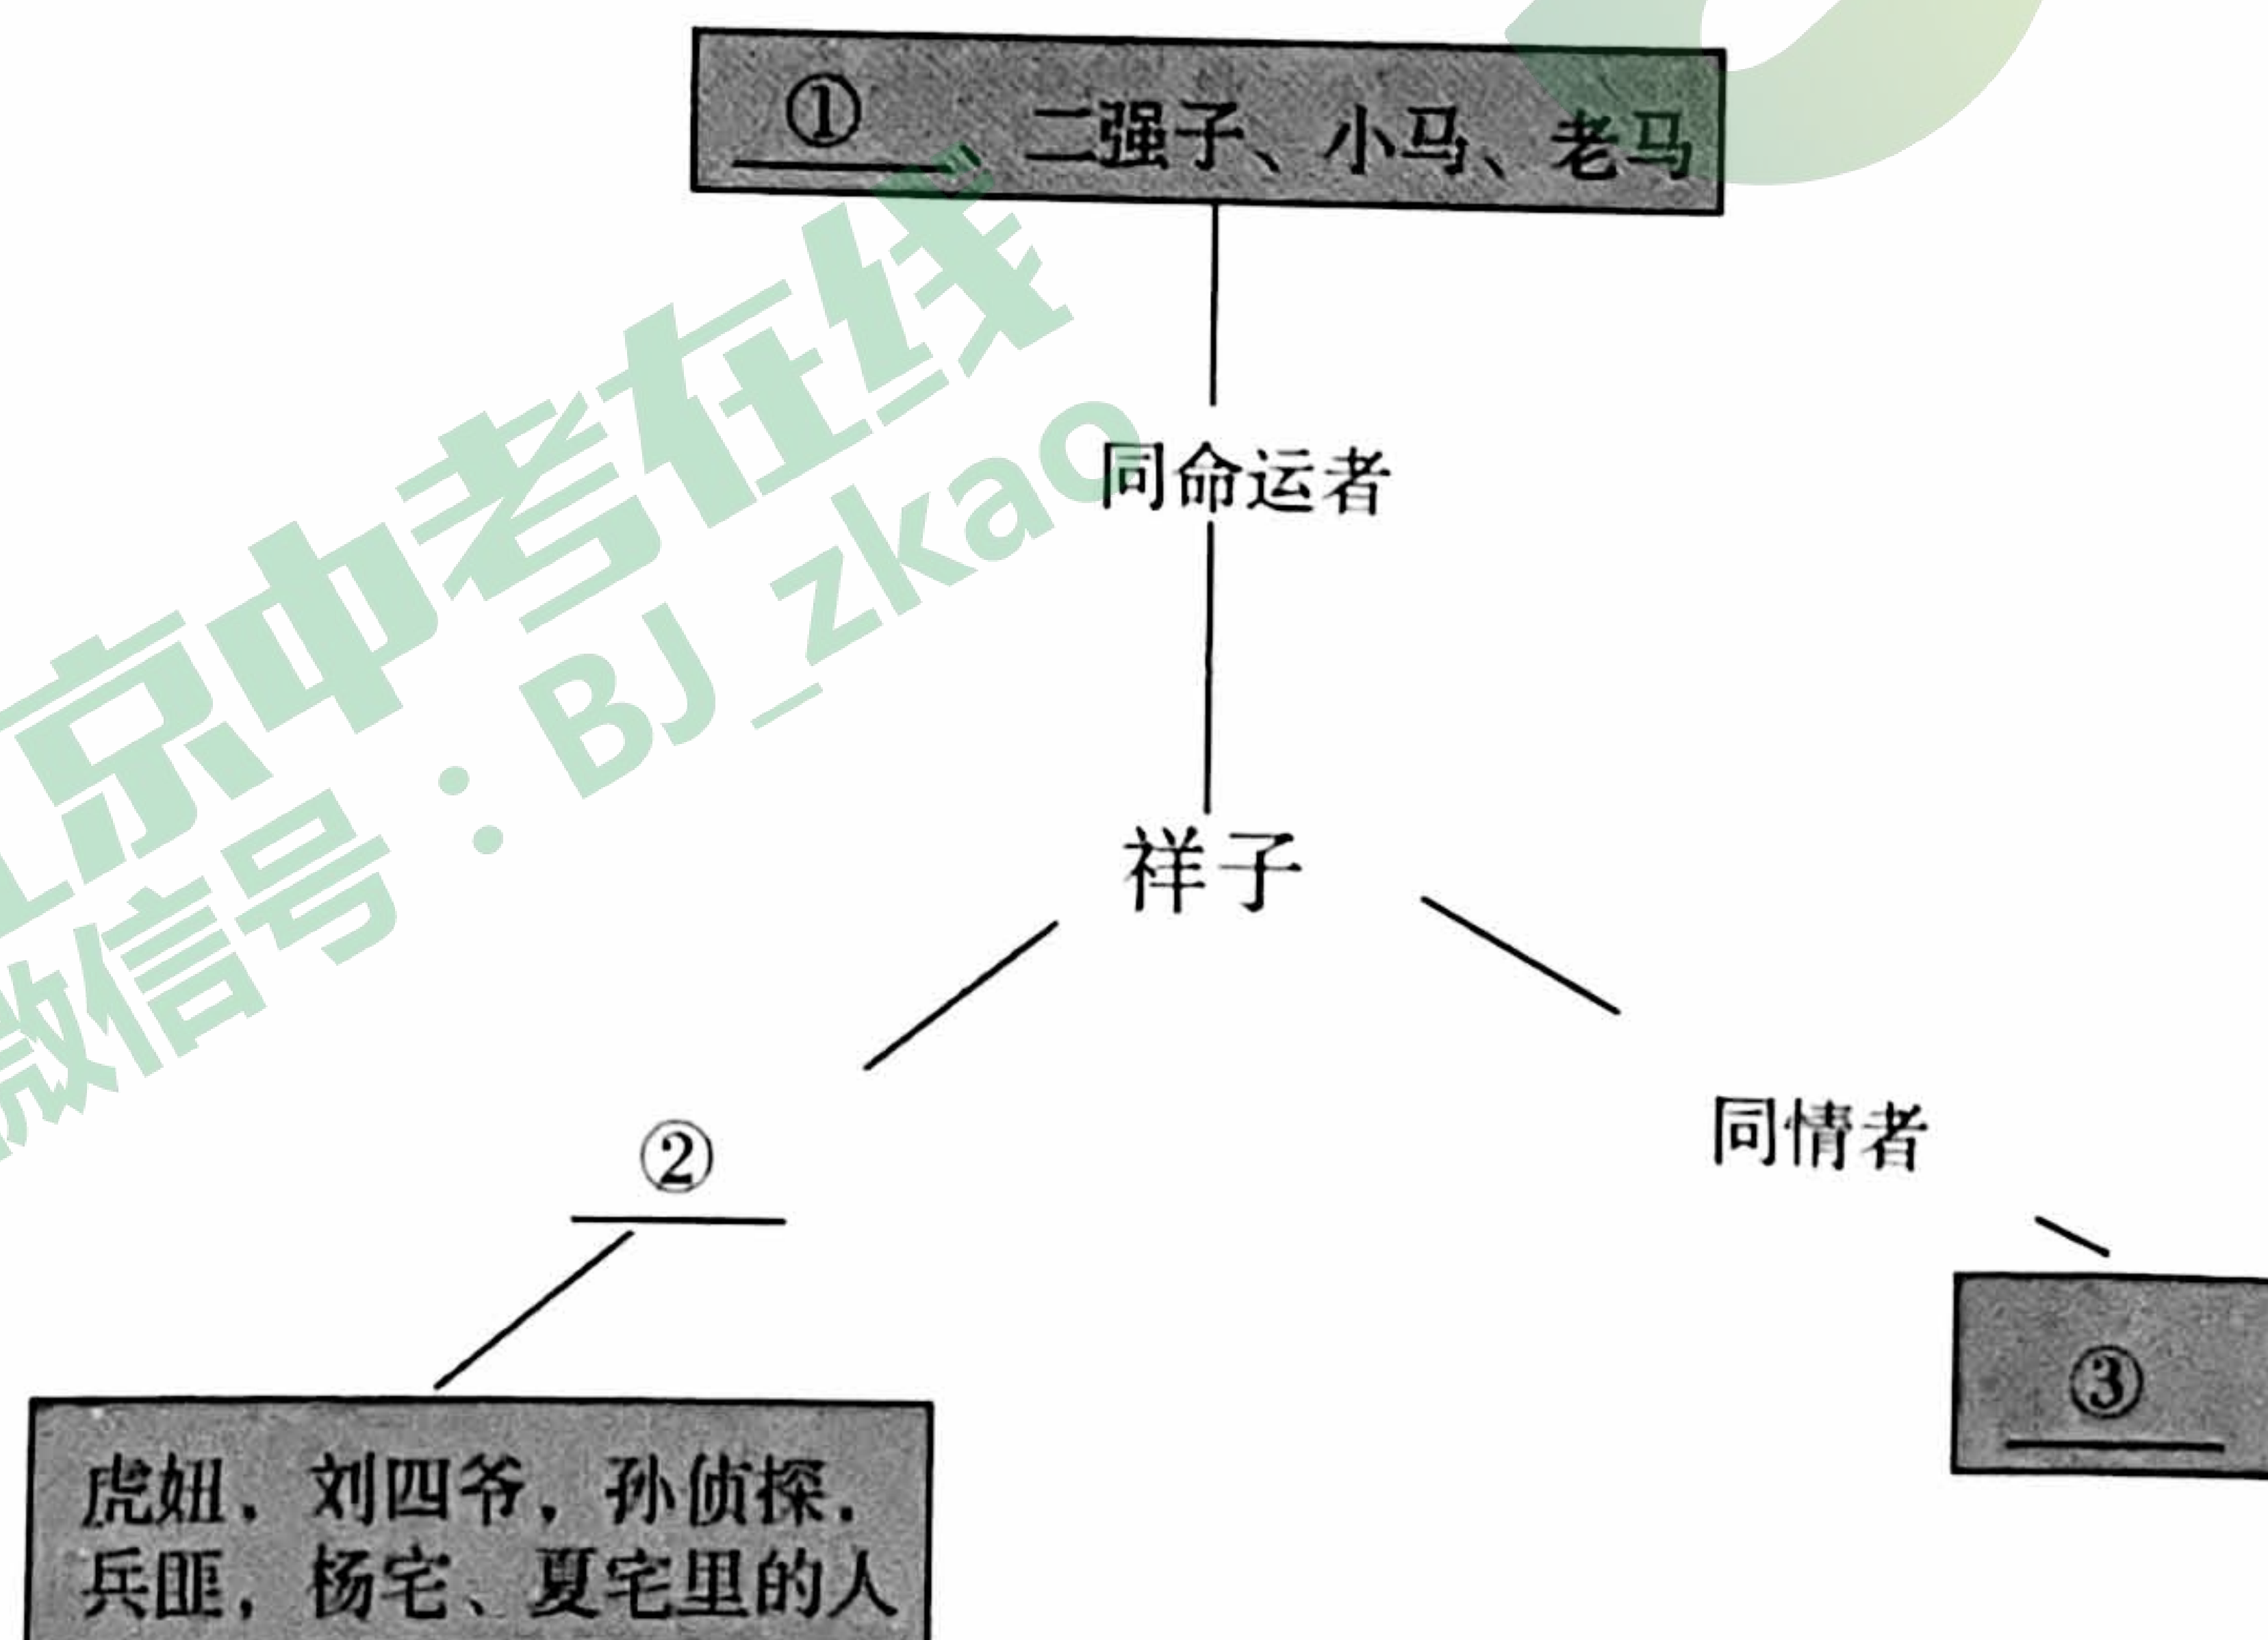 ① 、二强子、小马、老马
同命运者
祥子
②
同情者
③
虎妞，刘四爷，孙侦探，
兵匪，杨宅、夏宅里的人
京中考在线
微信号：BJ_zkao